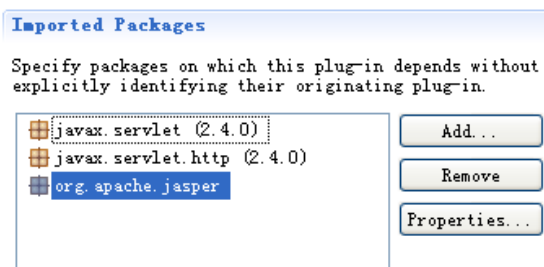 Imported Packages
Specify packages on which this plug-in depends without
explicitly identifying their originating plug-in.
javax.servlet (2.4.0)
Add...
javax.servlet.http (2.4.0)
Remove
org.apache.jasper
Properties...